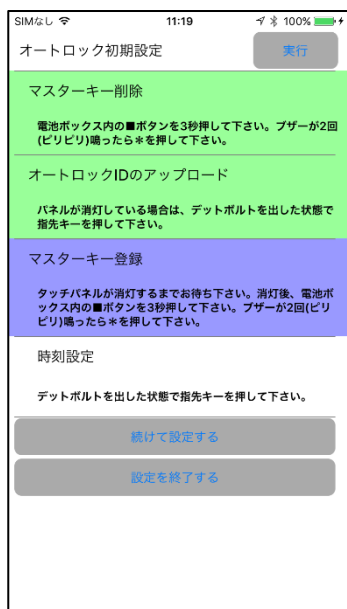 SIMなし 11:19 100%
オートロック初期設定 実行
マスターキー削除
電池ボックス内の■ボタンを3秒押して下さい。ブザーが2回
(ピリピリ)鳴ったら＊を押して下さい。
オートロックIDのアップロード
パネルが消灯している場合は、デットボルトを出した状態で
指先キーを押して下さい。
マスターキー登録
タッチパネルが消灯するまでお待ち下さい。消灯後、電池ボ
ックス内の■ボタンを3秒押して下さい。ブザーが2回(ピリ
ピリ)鳴ったら＊を押して下さい。
時刻設定
デットボルトを出した状態で指先キーを押して下さい。
続けて設定する
設定を終了する